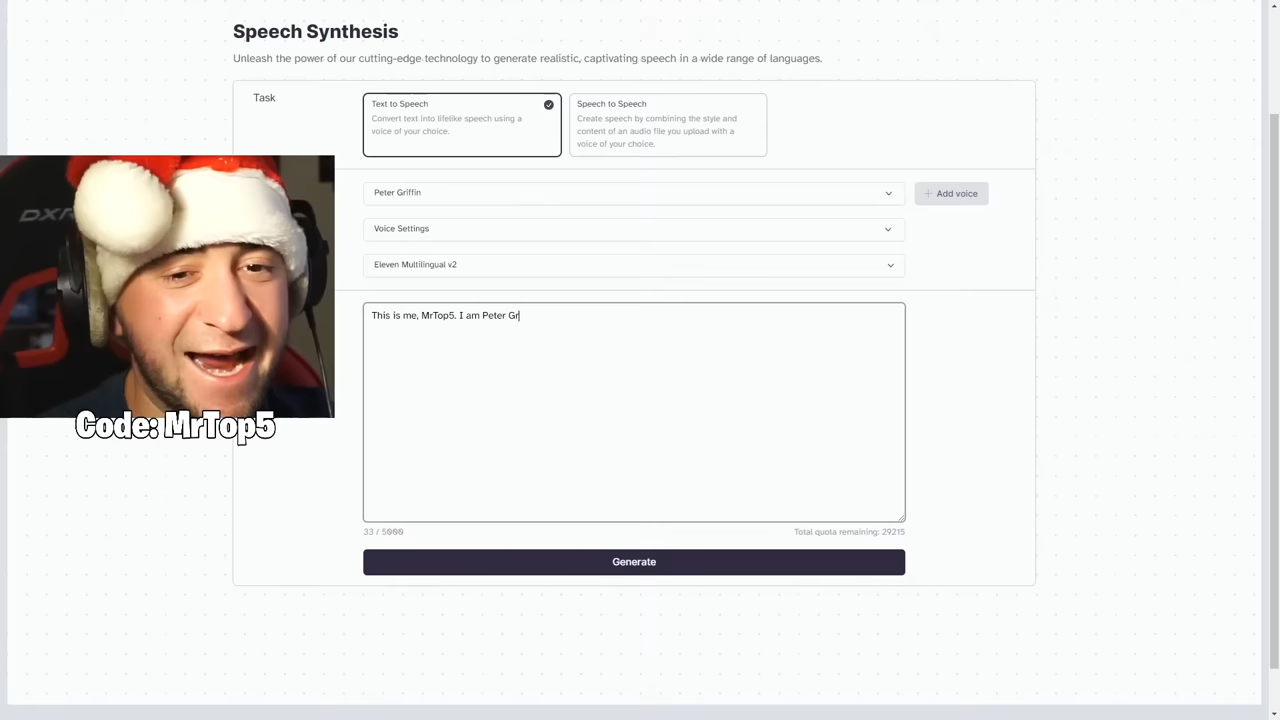 Speech Synthesis
Unleash the power of our cutting-edge technology to generate realistic, captivating speech in a wide range of languages.
Task
Text to Speech
Convert text into lifelike speech using a
voice of your choice.
Speech to Speech
Create speech by combining the style and
content of an audio file you upload with a
voice of your choice.
Peter Griffin
+ Add voice
Voice Settings
Eleven Multilingual v2
This is me, MrTop5. I am Peter Gr
33 / 5000
Total quota remaining: 29215
Generate
DXR
Code: MrTop5